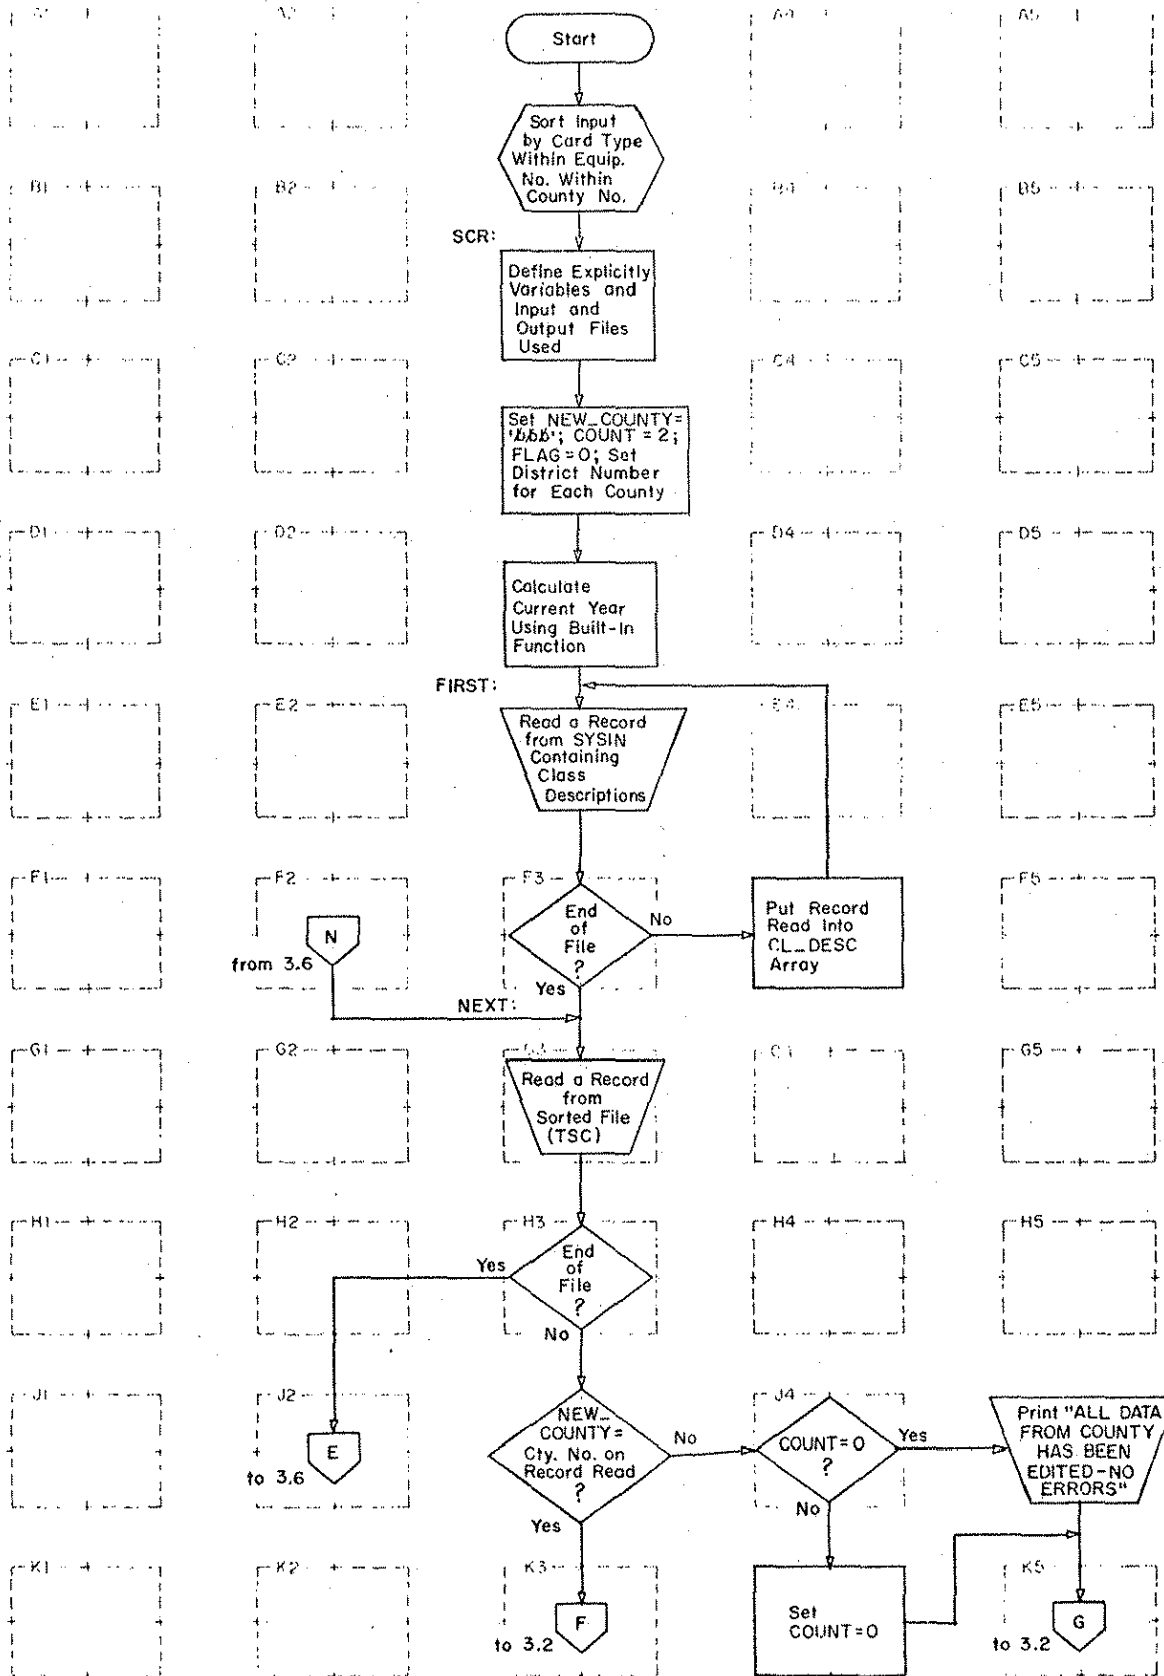 A2
A4
A5
Start
Sort Input
by Card Type
Within Equip.
No. Within
County No.
B1
B2
B4
B5
SCR:
Define Explicitly
Variables and
Input and
Output Files
Used
C1
C2
C4
C5
Set NEW_COUNTY=
'bbb'; COUNT = 2;
FLAG = 0; Set
District Number
for Each County
D1
D2
D4
D5
Calculate
Current Year
Using Built-In
Function
FIRST:
E1
E2
E4
E5
Read a Record
from SYSIN
Containing
Class
Descriptions
F1
F2
F3
F5
N
from 3.6
End
of
File
?
No
Yes
Put Record
Read Into
CL_DESC
Array
NEXT:
G1
G2
G5
Read a Record
from
Sorted File
(TSC)
H1
H2
H3
H4
H5
Yes
End
of
File
?
No
J1
J2
J4
E
to 3.6
NEW_
COUNTY=
Cty. No. on
Record Read
?
No
Yes
COUNT=0
?
Yes
No
Print "ALL DATA
FROM COUNTY
HAS BEEN
EDITED-NO
ERRORS"
K1
K2
K3
K5
F
to 3.2
Set
COUNT=0
G
to 3.2